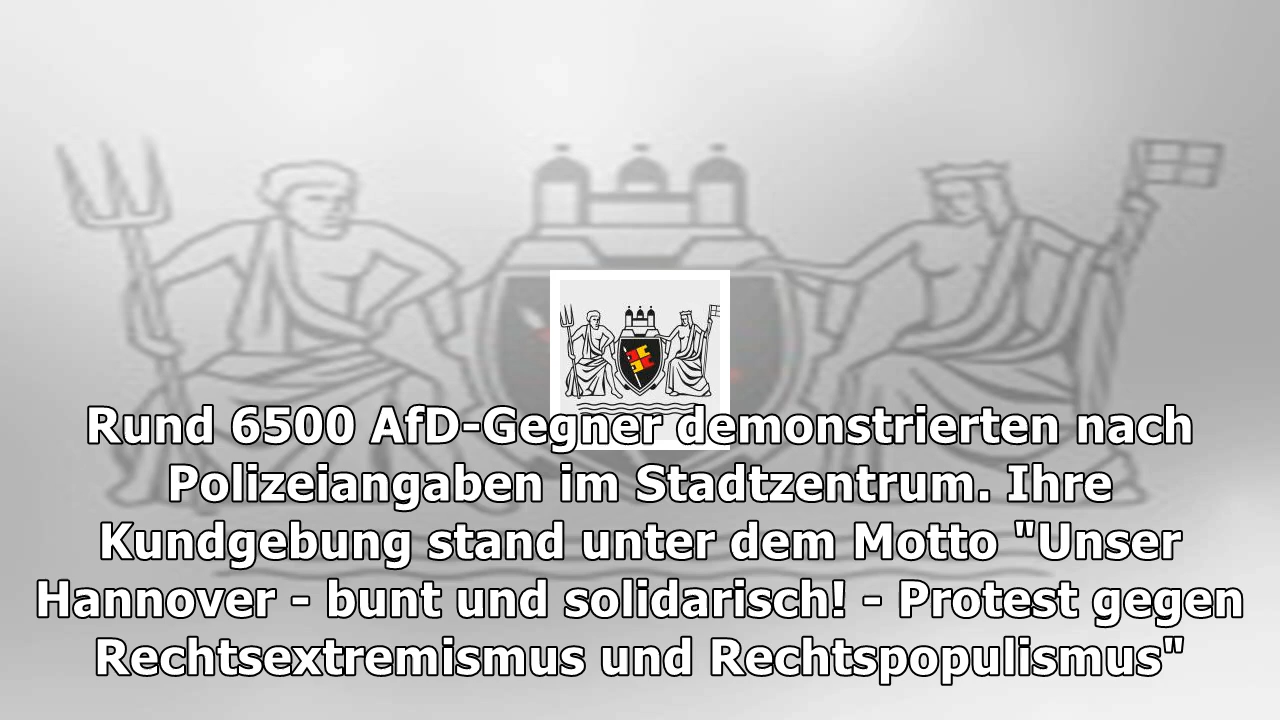 Rund 6500 AfD-Gegner demonstrierten nach
Polizeiangaben im Stadtzentrum. Ihre
Kundgebung stand unter dem Motto "Unser
Hannover - bunt und solidarisch! - Protest gegen
Rechtsextremismus und Rechtspopulismus"